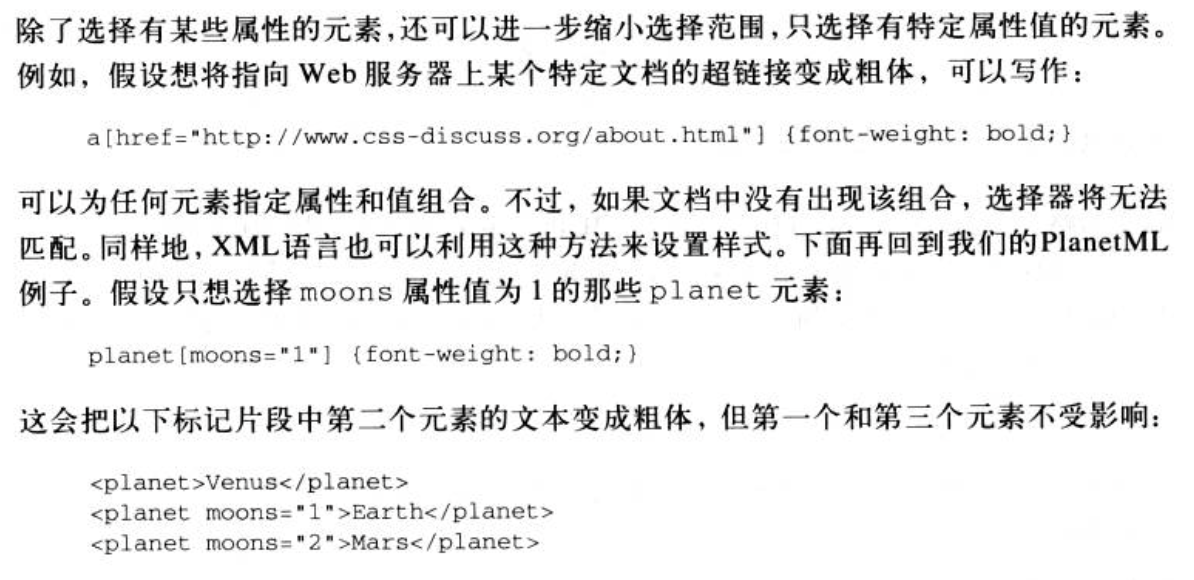 除了选择有某些属性的元素,还可以进一步缩小选择范围,只选择有特定属性值的元素。
例如，假设想将指向 Web 服务器上某个特定文档的超链接变成粗体，可以写作：
a[href="http://www.css-discuss.org/about.html"] {font-weight: bold;}
可以为任何元素指定属性和值组合。不过，如果文档中没有出现该组合，选择器将无法
匹配。同样地，XML语言也可以利用这种方法来设置样式。下面再回到我们的PlanetML
例子。假设只想选择 moons 属性值为 1 的那些 planet 元素：
planet[moons="1"] {font-weight: bold;}
这会把以下标记片段中第二个元素的文本变成粗体，但第一个和第三个元素不受影响：
<planet>Venus</planet>
<planet moons="1">Earth</planet>
<planet moons="2">Mars</planet>